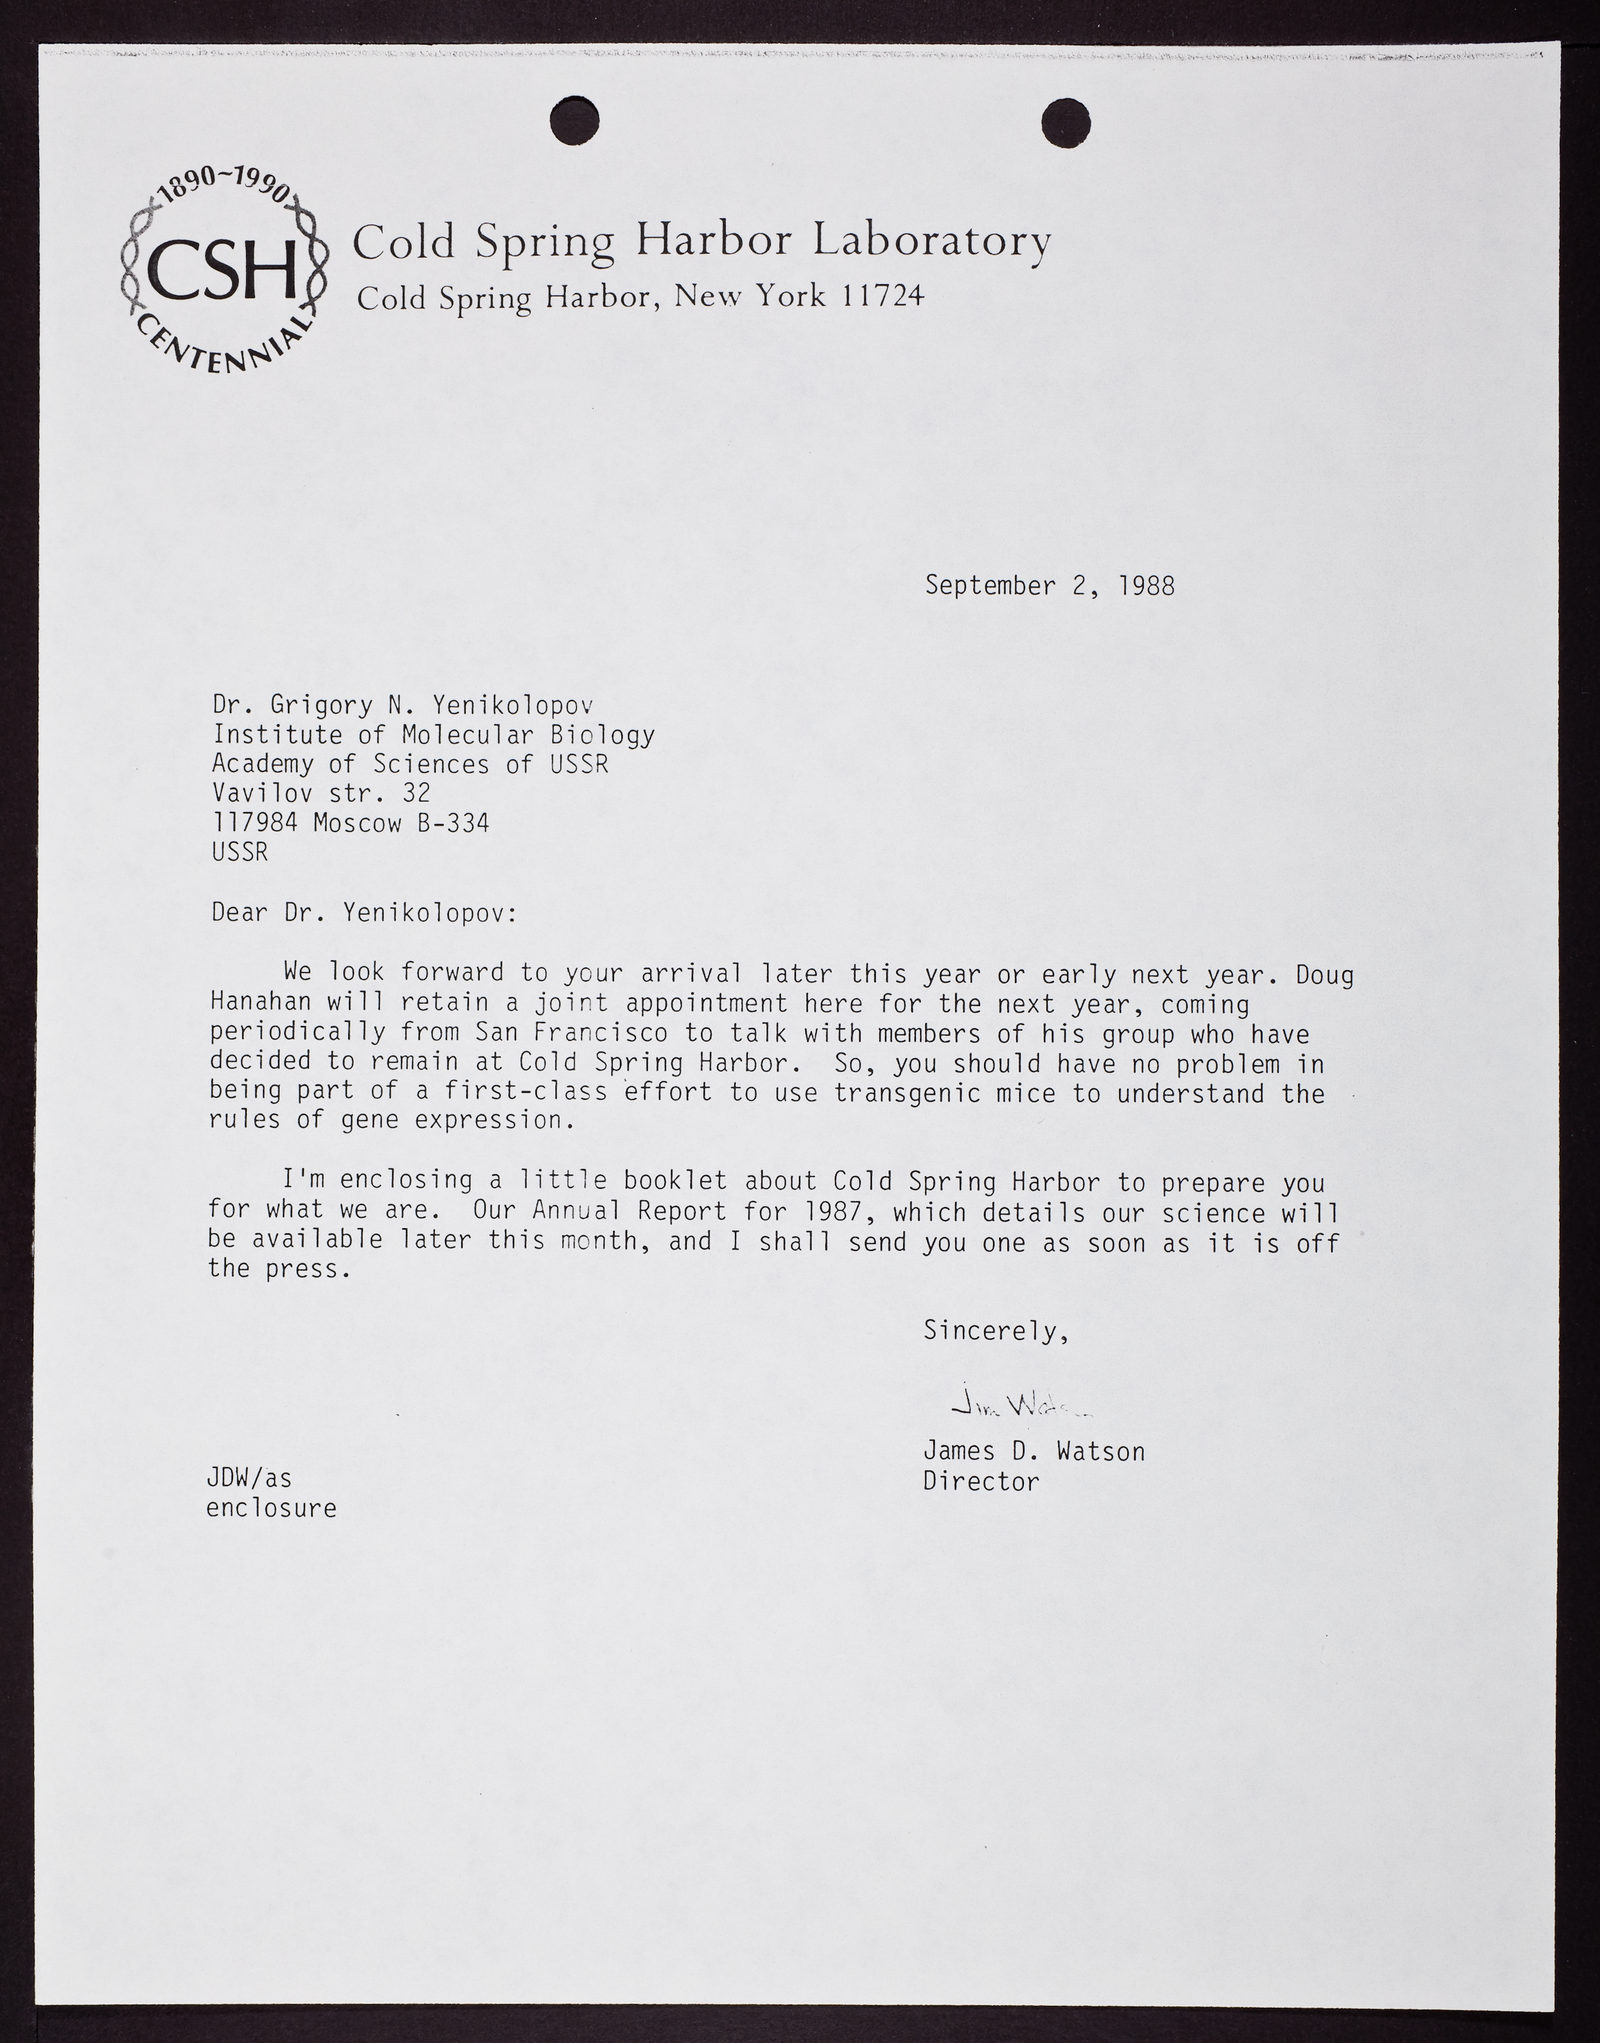 1890~1990
CSH
CENTENNIAL
Cold Spring Harbor Laboratory
Cold Spring Harbor, New York 11724
September 2, 1988
Dr. Grigory N. Yenikolopov
Institute of Molecular Biology
Academy of Sciences of USSR
Vavilov str. 32
117984 Moscow B-334
USSR
Dear Dr. Yenikolopov:
We look forward to your arrival later this year or early next year. Doug
Hanahan will retain a joint appointment here for the next year, coming
periodically from San Francisco to talk with members of his group who have
decided to remain at Cold Spring Harbor. So, you should have no problem in
being part of a first-class effort to use transgenic mice to understand the
rules of gene expression.
I'm enclosing a little booklet about Cold Spring Harbor to prepare you
for what we are. Our Annual Report for 1987, which details our science will
be available later this month, and I shall send you one as soon as it is off
the press.
Sincerely,
Jim Watson
James D. Watson
Director
JDW/as
enclosure